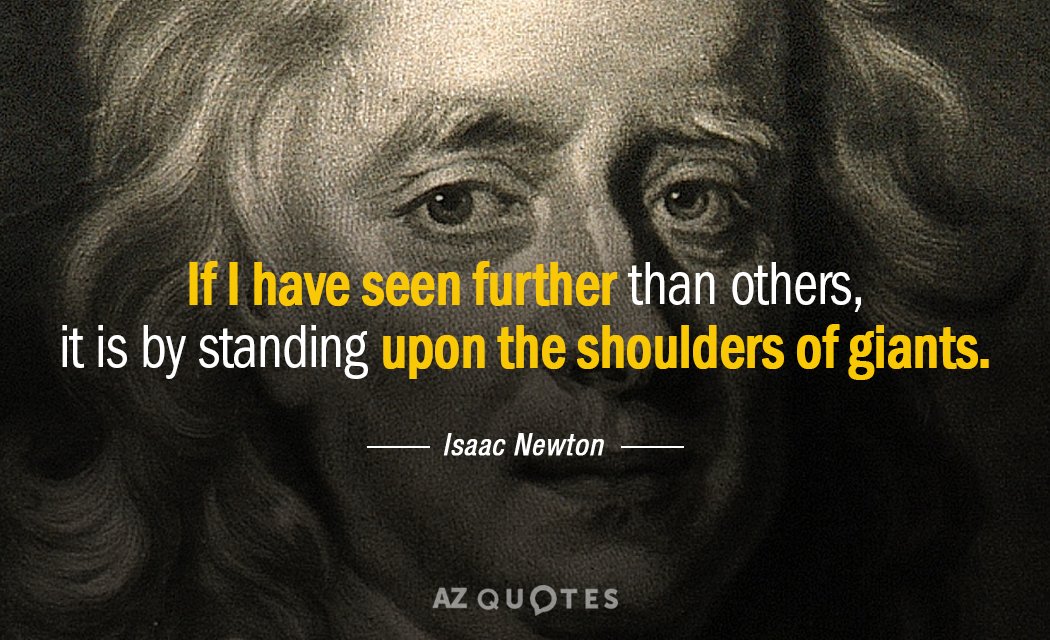 If I have seen further than others,
it is by standing upon the shoulders of giants.
Isaac Newton
AZ QUOTES